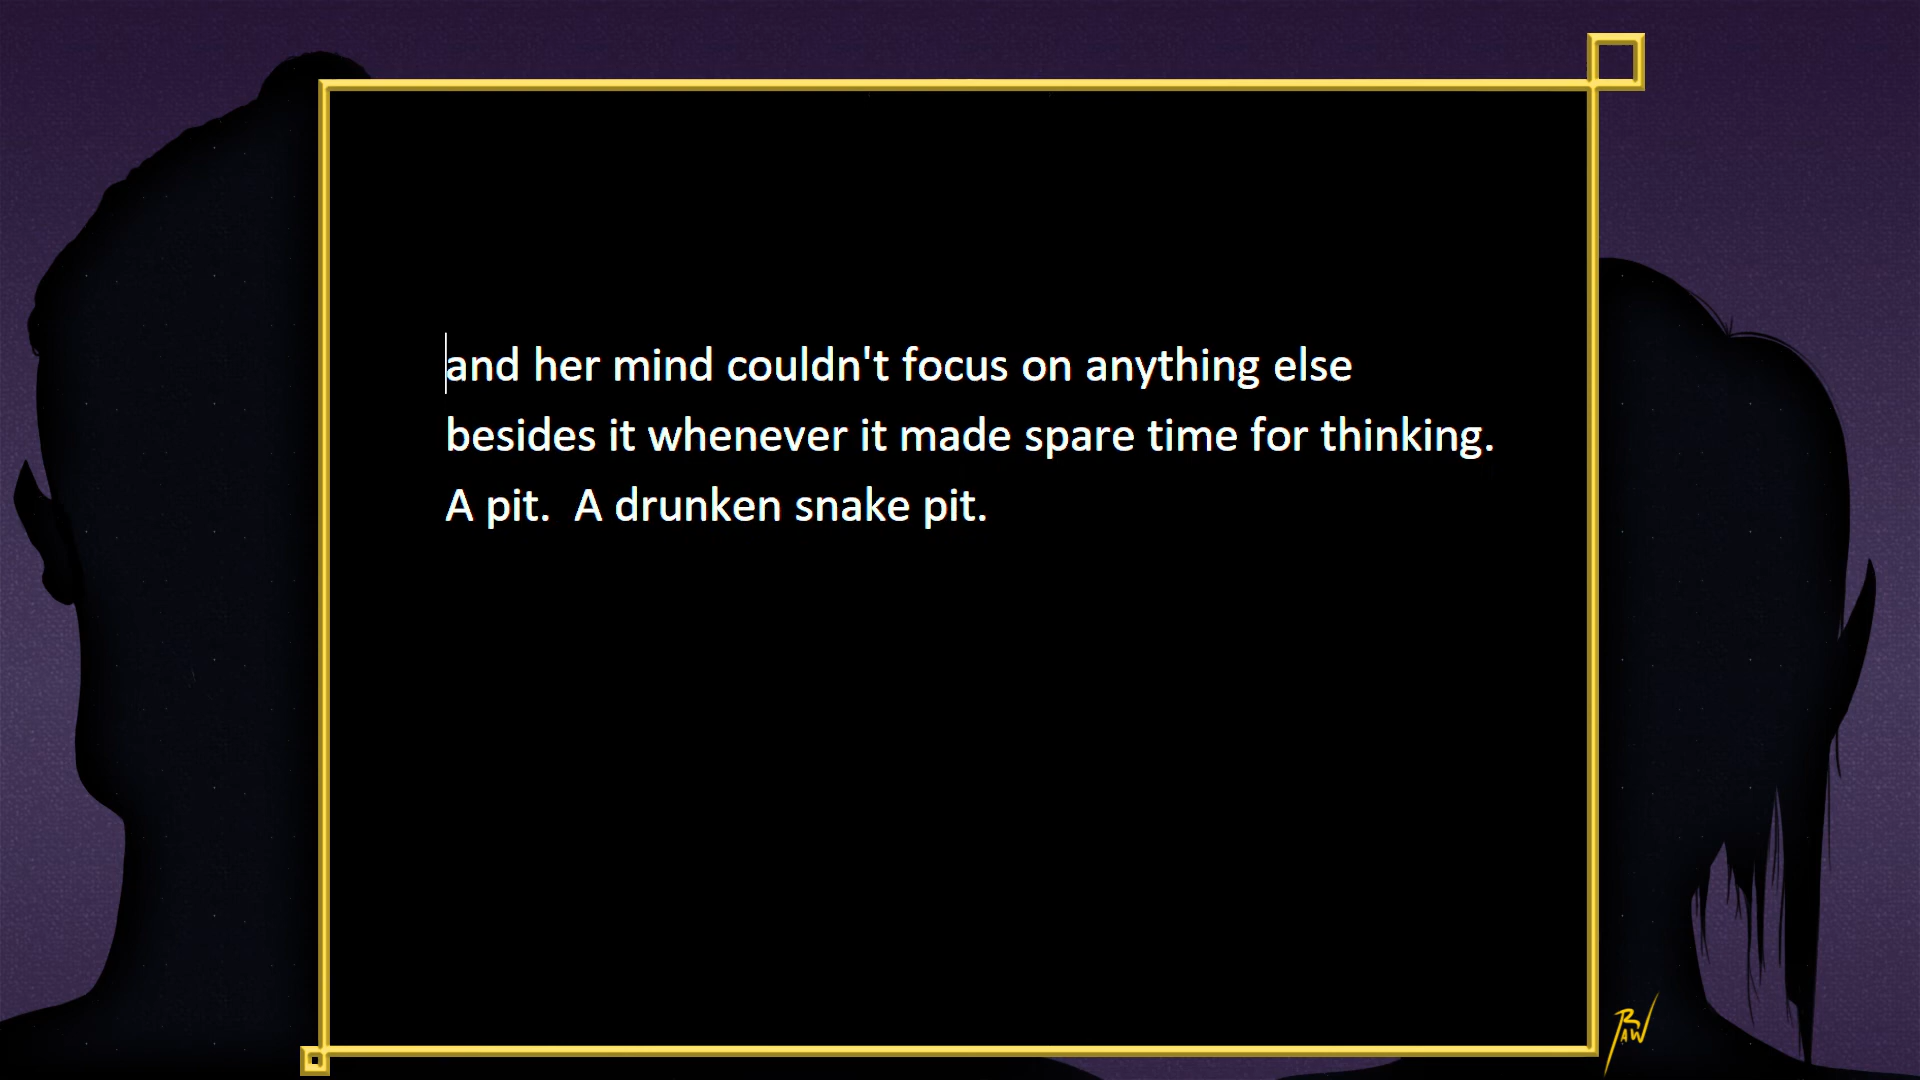 and her mind couldn't focus on anything else
besides it whenever it made spare time for thinking.
A pit.  A drunken snake pit.
RAW